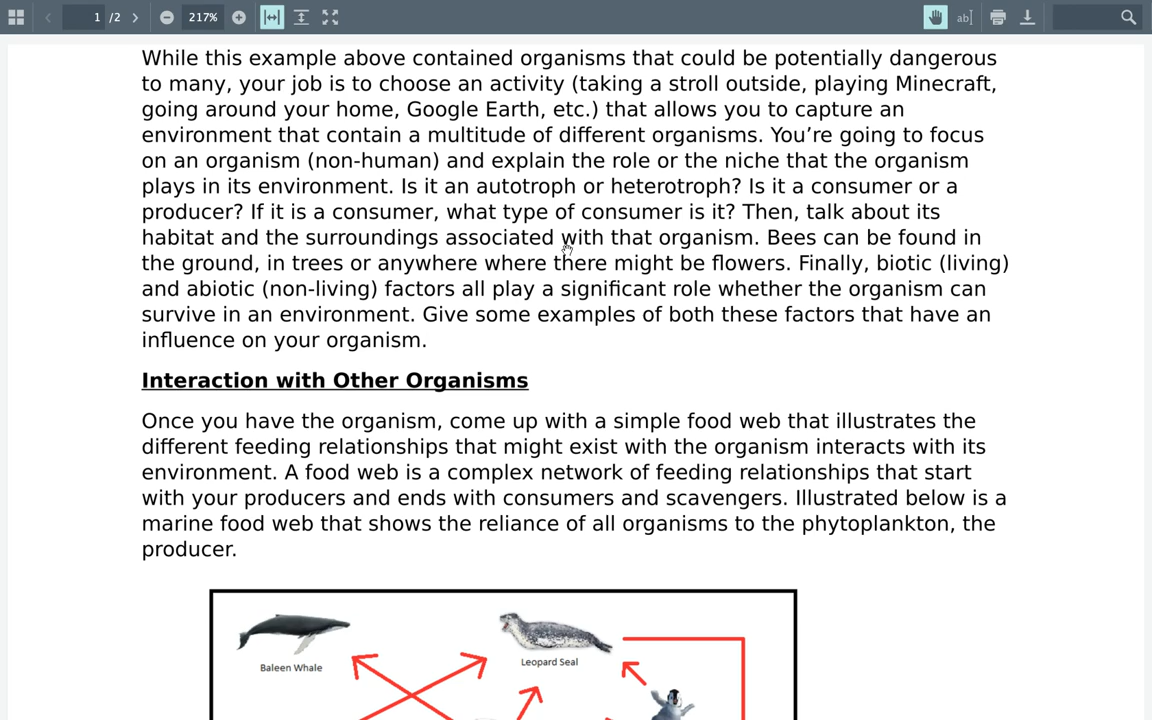 1 /2
217%
ab
While this example above contained organisms that could be potentially dangerous
to many, your job is to choose an activity (taking a stroll outside, playing Minecraft,
going around your home, Google Earth, etc.) that allows you to capture an
environment that contain a multitude of different organisms. You’re going to focus
on an organism (non-human) and explain the role or the niche that the organism
plays in its environment. Is it an autotroph or heterotroph? Is it a consumer or a
producer? If it is a consumer, what type of consumer is it? Then, talk about its
habitat and the surroundings associated with that organism. Bees can be found in
the ground, in trees or anywhere where there might be flowers. Finally, biotic (living)
and abiotic (non-living) factors all play a significant role whether the organism can
survive in an environment. Give some examples of both these factors that have an
influence on your organism.
Interaction with Other Organisms
Once you have the organism, come up with a simple food web that illustrates the
different feeding relationships that might exist with the organism interacts with its
environment. A food web is a complex network of feeding relationships that start
with your producers and ends with consumers and scavengers. Illustrated below is a
marine food web that shows the reliance of all organisms to the phytoplankton, the
producer.
Baleen Whale
Leopard Seal